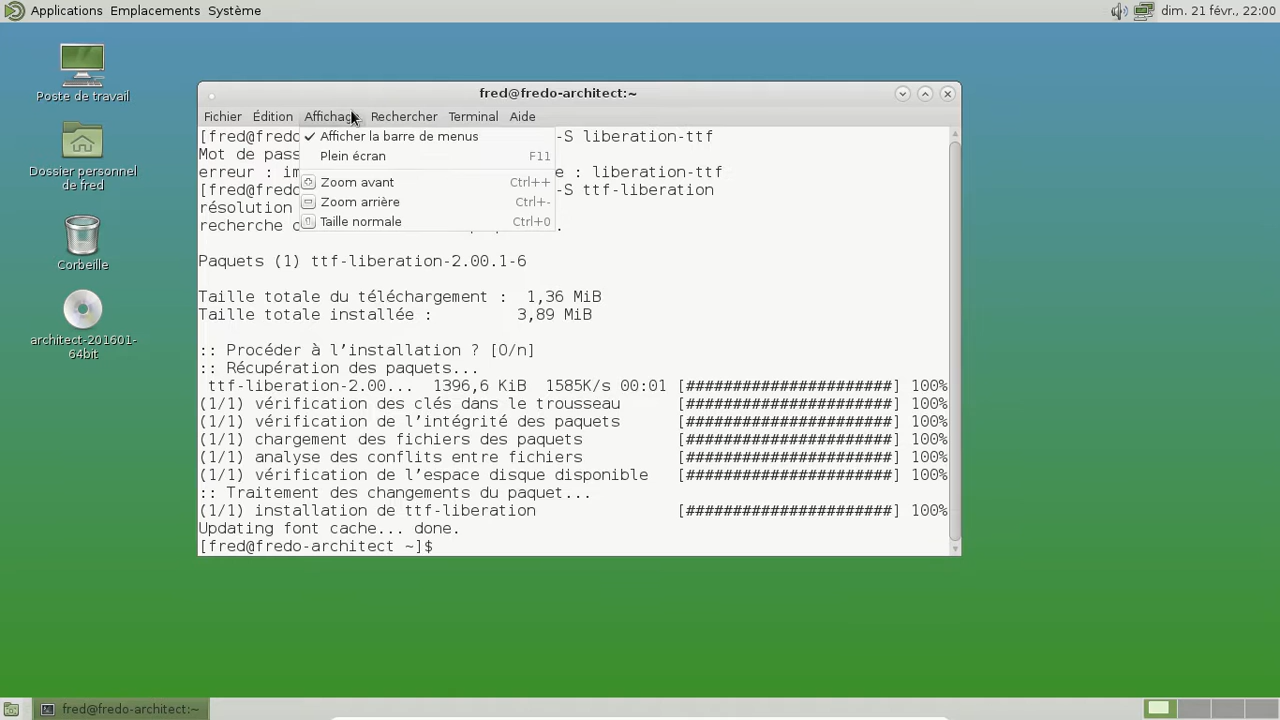 Applications Emplacements Système dim. 21 févr., 22:00
Poste de travail
Dossier personnel
de fred
Corbeille
architect-201601-
64bit
fred@fredo-architect:~
Fichier Édition Affichage Rechercher Terminal Aide
Afficher la barre de menus
Plein écran F11
Zoom avant Ctrl++
Zoom arrière Ctrl+-
Taille normale Ctrl+0
[fred@fredo -S liberation-ttf
Mot de pass
erreur : im e : liberation-ttf
[fred@fredo -S ttf-liberation
résolution
recherche
Paquets (1) ttf-liberation-2.00.1-6
Taille totale du téléchargement : 1,36 MiB
Taille totale installée : 3,89 MiB
:: Procéder à l’installation ? [O/n]
:: Récupération des paquets...
ttf-liberation-2.00... 1396,6 KiB 1585K/s 00:01 [######################] 100%
(1/1) vérification des clés dans le trousseau [######################] 100%
(1/1) vérification de l’intégrité des paquets [######################] 100%
(1/1) chargement des fichiers des paquets [######################] 100%
(1/1) analyse des conflits entre fichiers [######################] 100%
(1/1) vérification de l’espace disque disponible [######################] 100%
:: Traitement des changements du paquet...
(1/1) installation de ttf-liberation [######################] 100%
Updating font cache... done.
[fred@fredo-architect ~]$
fred@fredo-architect:~